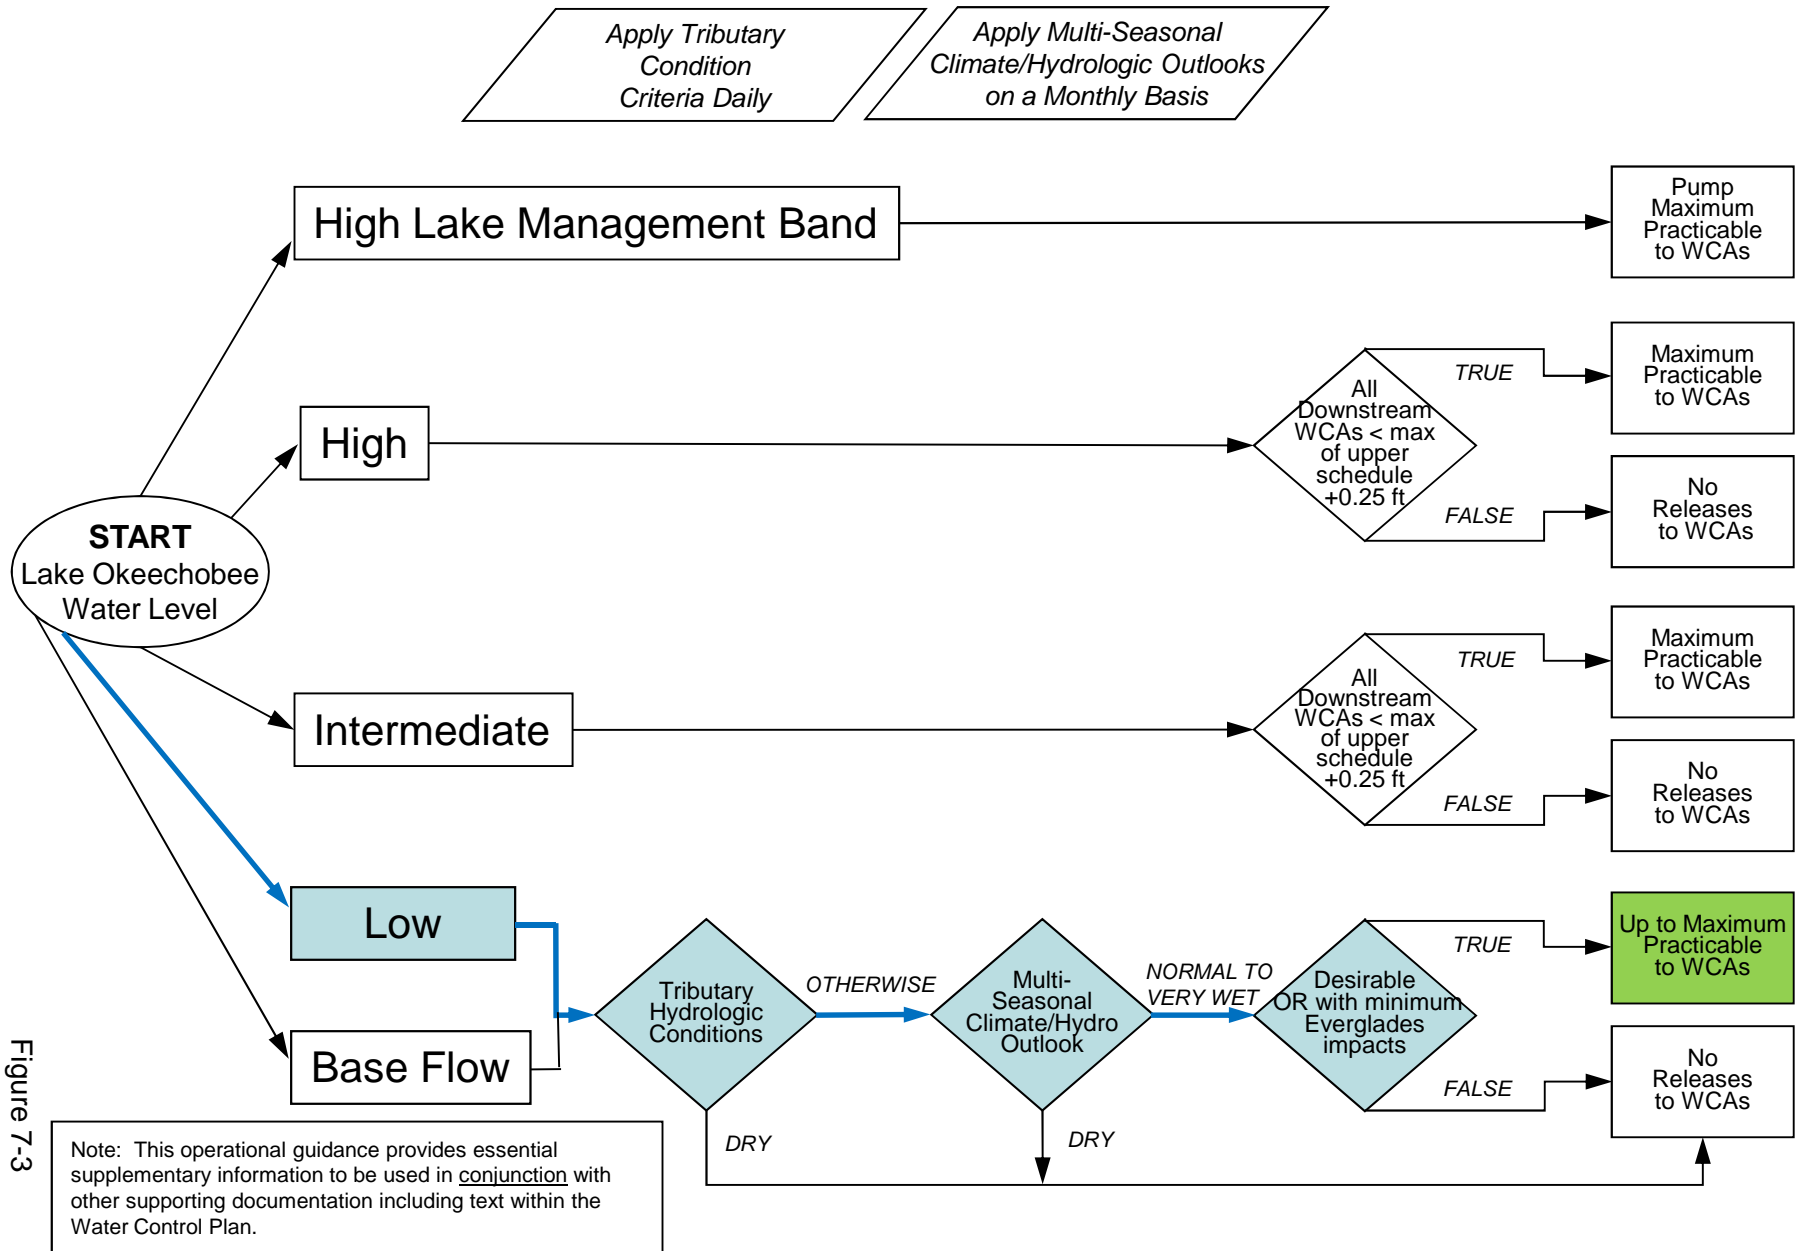 Apply Tributary
Condition
Criteria Daily
Apply Multi-Seasonal
Climate/Hydrologic Outlooks
on a Monthly Basis
High Lake Management Band
Pump
Maximum
Practicable
to WCAs
High
All
Downstream
WCAs < max
of upper
schedule
+0.25 ft
TRUE
Maximum
Practicable
to WCAs
FALSE
No
Releases
to WCAs
START
Lake Okeechobee
Water Level
Intermediate
All
Downstream
WCAs < max
of upper
schedule
+0.25 ft
TRUE
Maximum
Practicable
to WCAs
FALSE
No
Releases
to WCAs
Low
Base Flow
Tributary
Hydrologic
Conditions
OTHERWISE
DRY
Multi-
Seasonal
Climate/Hydro
Outlook
NORMAL TO
VERY WET
DRY
Desirable
OR with minimum
Everglades
impacts
TRUE
Up to Maximum
Practicable
to WCAs
FALSE
No
Releases
to WCAs
Figure 7-3
Note: This operational guidance provides essential
supplementary information to be used in conjunction with
other supporting documentation including text within the
Water Control Plan.